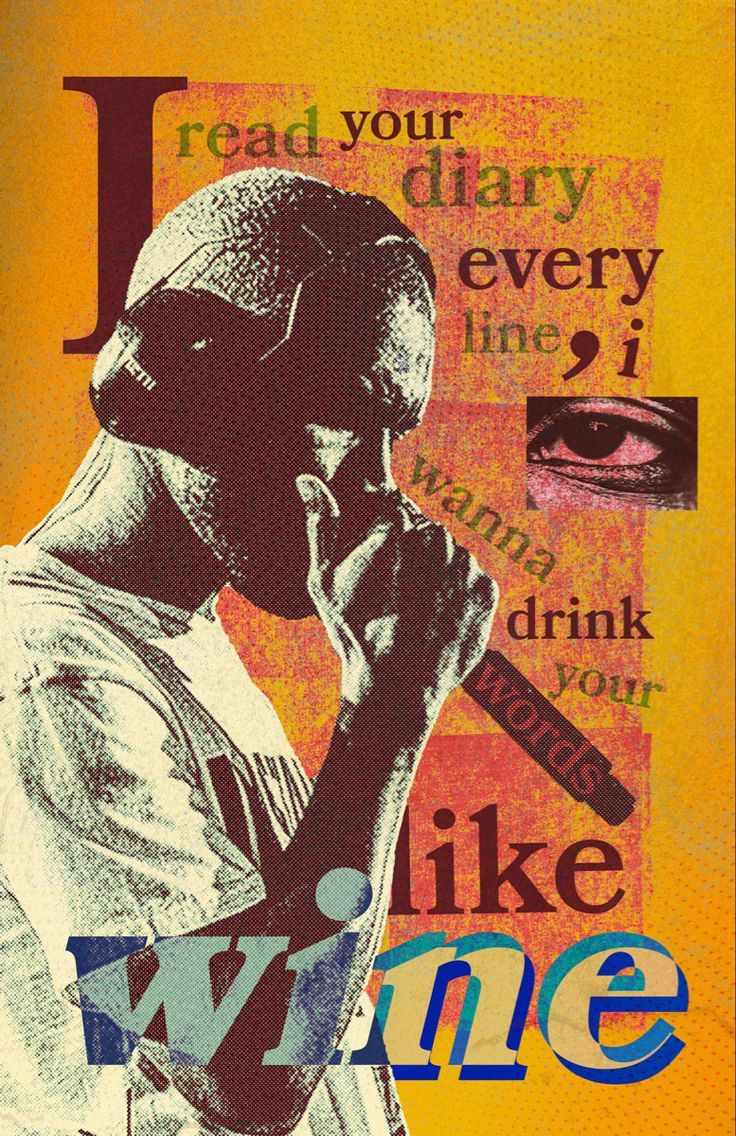 I read your
diary
every
line, i
wanna
drink
your
words
like
wine